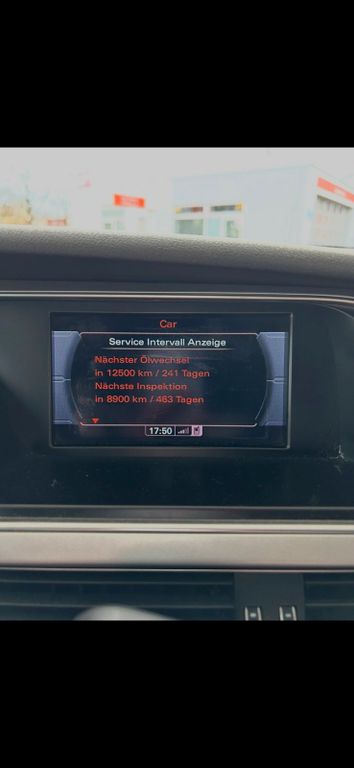 Car
Service Intervall Anzeige
Nächster Ölwechsel
in 12500 km / 241 Tagen
Nächste Inspektion
in 8900 km / 463 Tagen
17:50